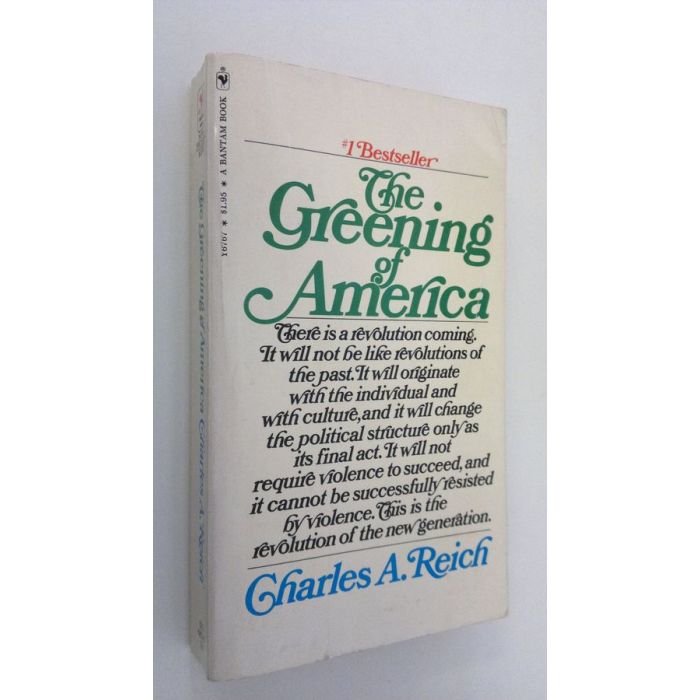 #1 Bestseller
The
Greening
of
America
There is a revolution coming.
It will not be like revolutions of
the past. It will originate
with the individual and
with culture, and it will change
the political structure only as
its final act. It will not
require violence to succeed, and
it cannot be successfully resisted
by violence. This is the
revolution of the new generation.
Charles A. Reich
The Greening of America Charles A. Reich
Y6767 * $1.95 * A BANTAM BOOK